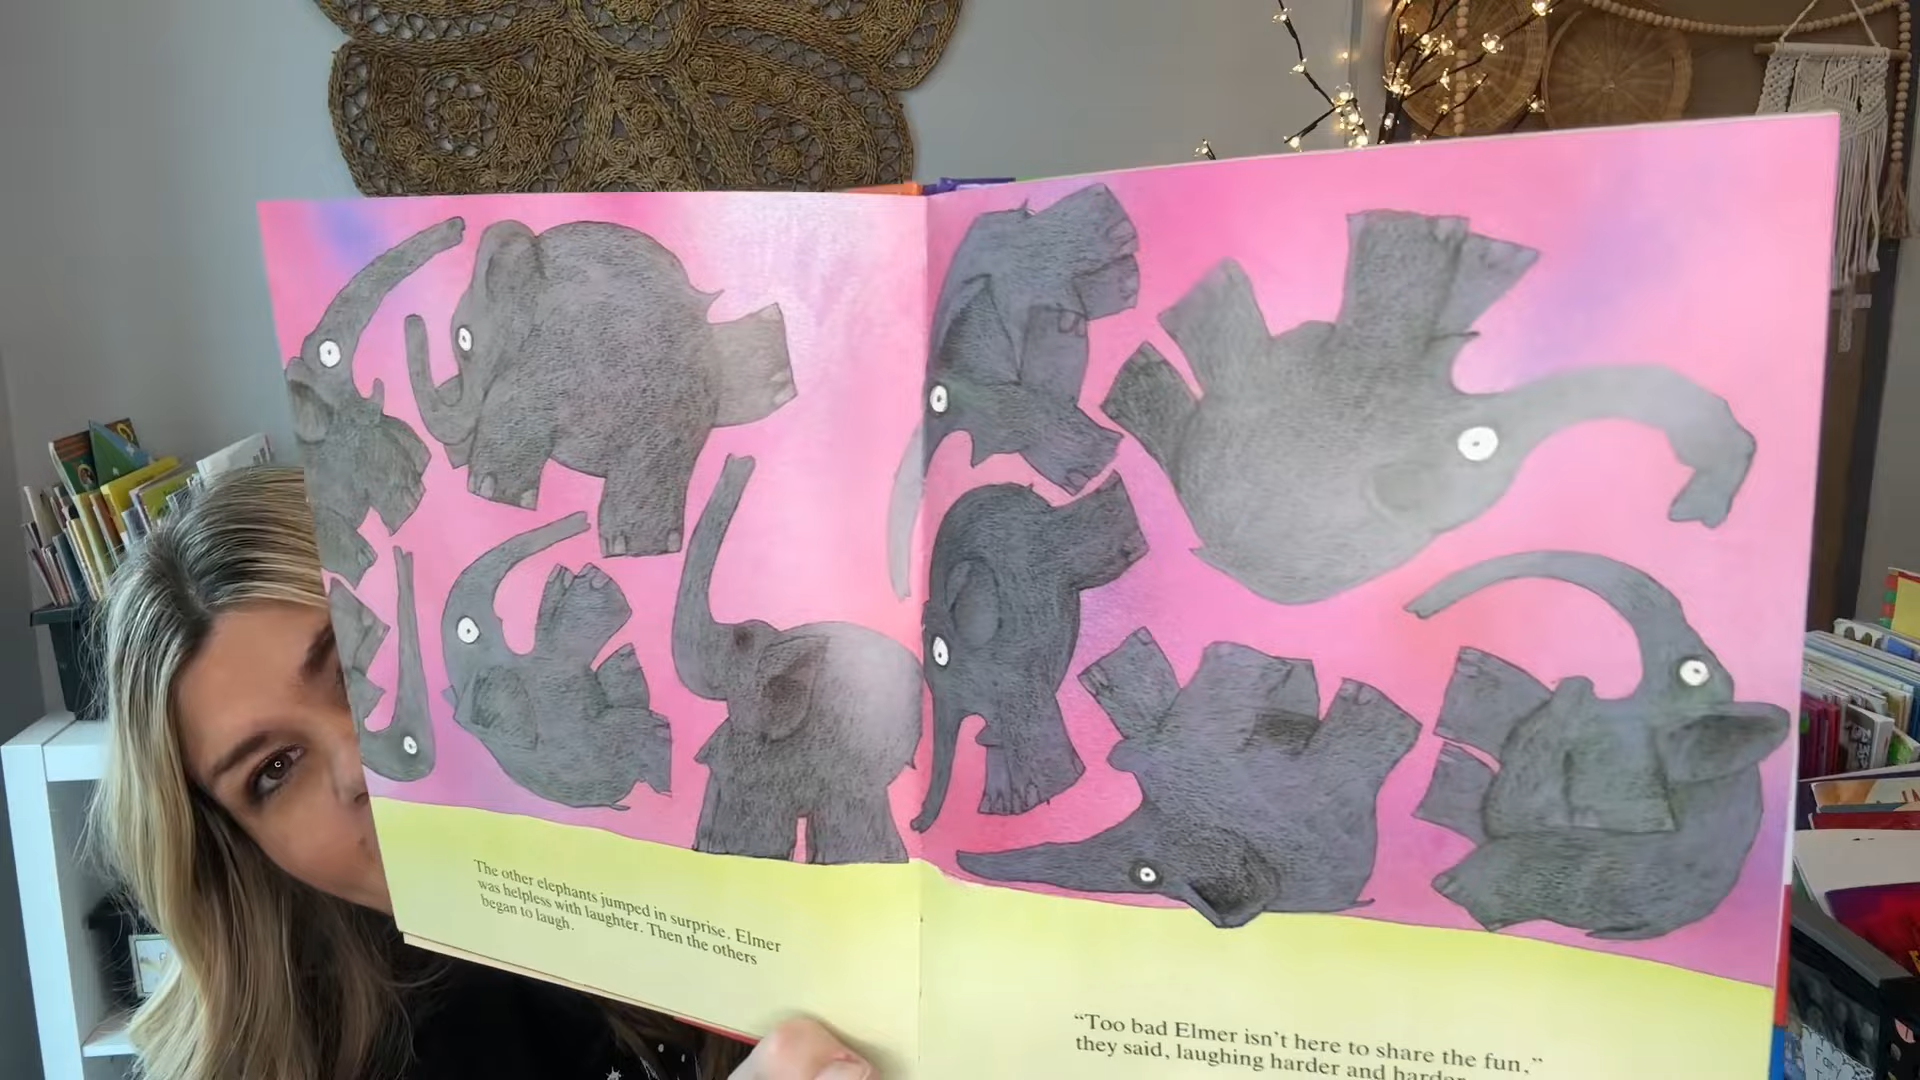 The other elephants jumped in surprise. Elmer
was helpless with laughter. Then the others
began to laugh.
“Too bad Elmer isn’t here to share the fun,”
they said, laughing harder and harder